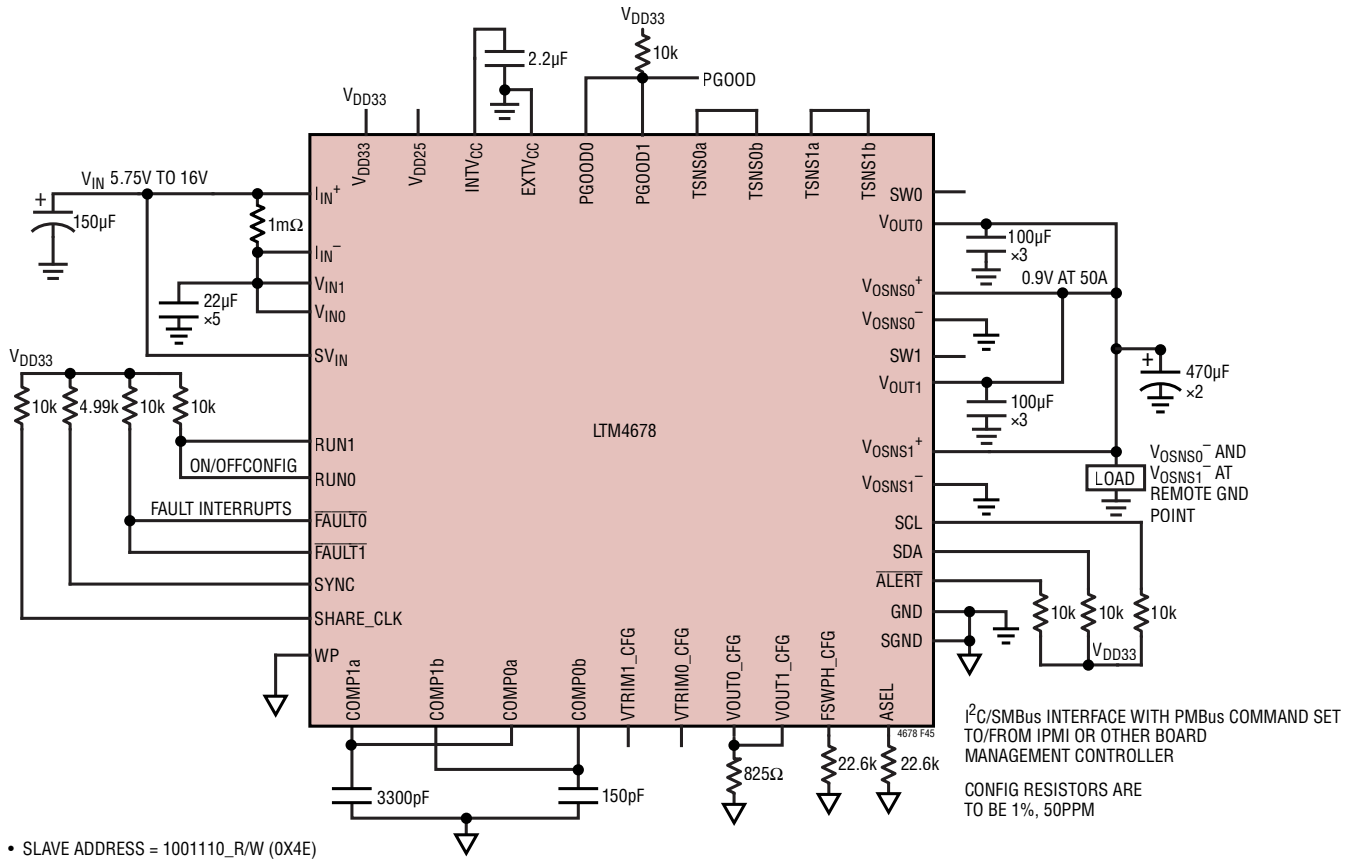 VDD33
10k
2.2µF
PGOOD
VDD33
VDD33
VDD25
INTVCC
EXTVCC
PGOOD0
PGOOD1
TSNS0a
TSNS0b
TSNS1a
TSNS1b
VIN 5.75V TO 16V
+
150µF
1mΩ
22µF
×5
IIN+
IIN−
VIN1
VIN0
SVIN
VDD33
10k
4.99k
10k
10k
RUN1
ON/OFFCONFIG
RUN0
FAULT INTERRUPTS
FAULT0
FAULT1
SYNC
SHARE_CLK
WP
LTM4678
SW0
VOUT0
100µF
×3
0.9V AT 50A
VOSNS0+
VOSNS0−
SW1
VOUT1
100µF
×3
+
470µF
×2
VOSNS1+
VOSNS1−
LOAD
VOSNS0− AND
VOSNS1− AT
REMOTE GND
POINT
SCL
SDA
ALERT
GND
SGND
10k
10k
10k
VDD33
COMP1a
COMP1b
COMP0a
COMP0b
VTRIM1_CFG
VTRIM0_CFG
VOUT0_CFG
VOUT1_CFG
FSWPH_CFG
ASEL
4678 F45
3300pF
150pF
825Ω
22.6k
22.6k
I2C/SMBus INTERFACE WITH PMBus COMMAND SET
TO/FROM IPMI OR OTHER BOARD
MANAGEMENT CONTROLLER
CONFIG RESISTORS ARE
TO BE 1%, 50PPM
• SLAVE ADDRESS = 1001110_R/W (0X4E)